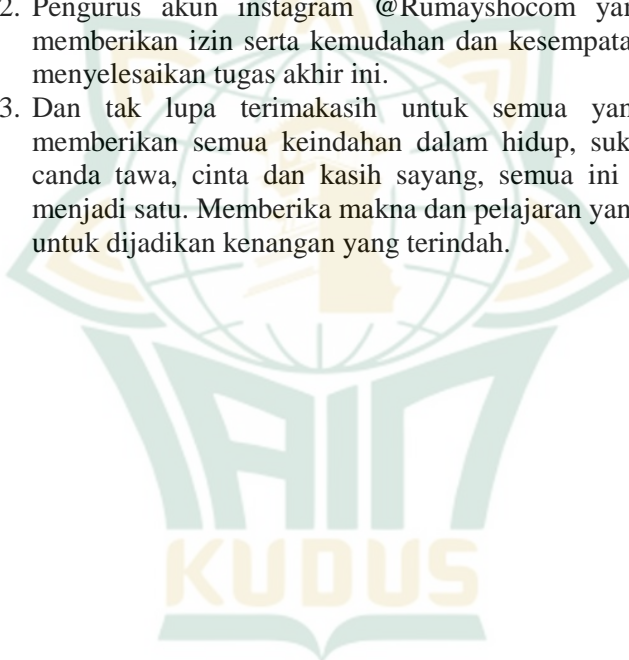 2. Pengurus akun instagram @Rumayshocom yan
memberikan izin serta kemudahan dan kesempata
menyelesaikan tugas akhir ini.
3. Dan tak lupa terimakasih untuk semua yan
memberikan semua keindahan dalam hidup, suk
canda tawa, cinta dan kasih sayang, semua ini
menjadi satu. Memberika makna dan pelajaran yan
untuk dijadikan kenangan yang terindah.
IAIN
KUDUS